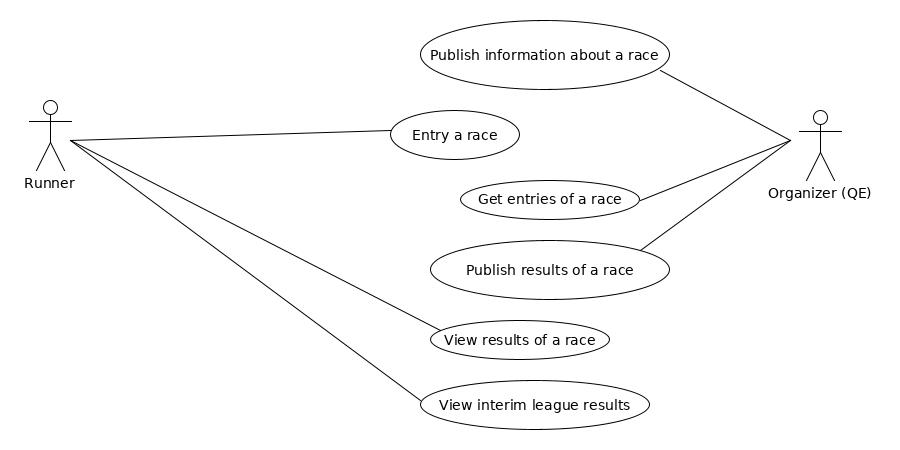 Publish information about a race
Entry a race
Runner
Organizer (QE)
Get entries of a race
Publish results of a race
View results of a race
View interim league results